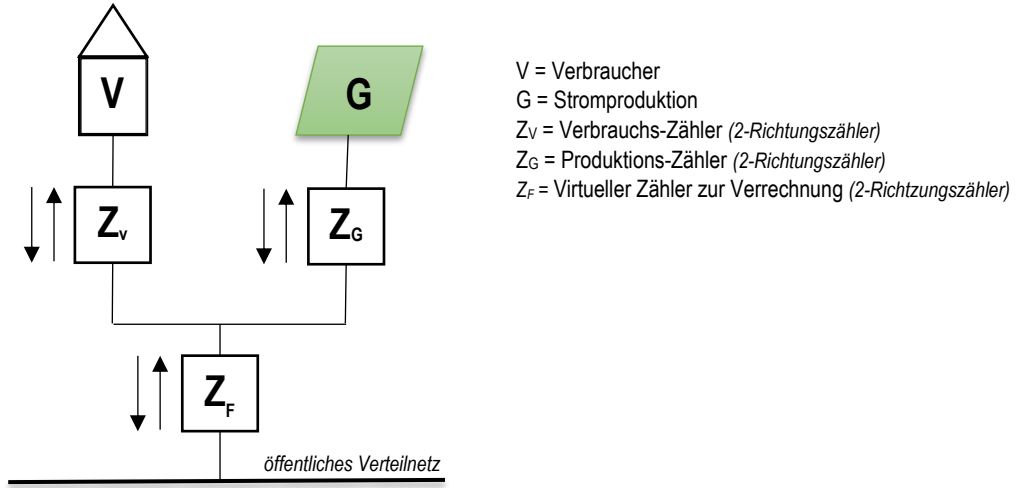 V
G
V = Verbraucher
G = Stromproduktion
ZV = Verbrauchs-Zähler (2-Richtungszähler)
ZG = Produktions-Zähler (2-Richtungszähler)
ZF = Virtueller Zähler zur Verrechnung (2-Richtzungszähler)
Zv
ZG
ZF
öffentliches Verteilnetz